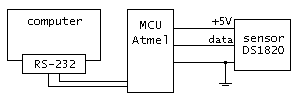 computer
RS-232
MCU
Atmel
+5V
data
sensor
DS1820